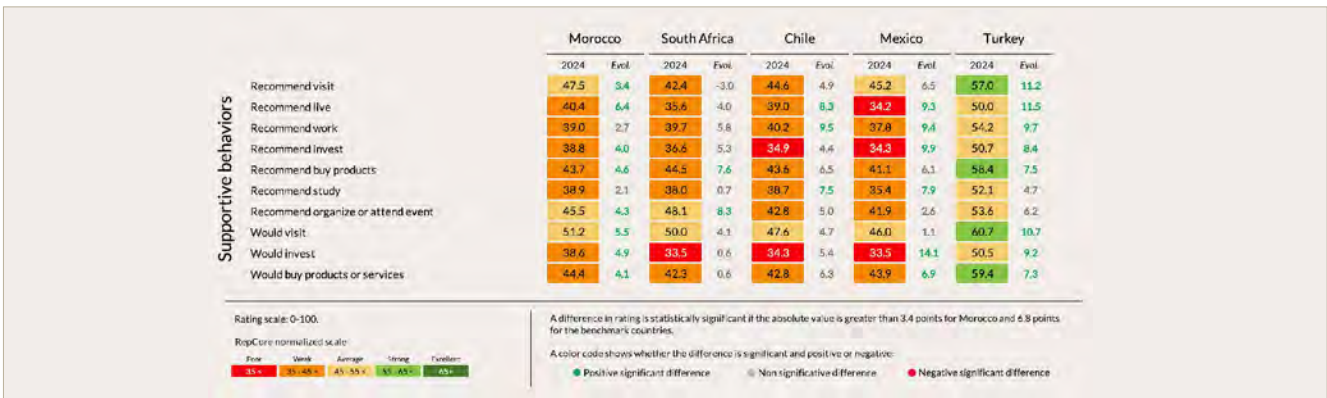 Morocco South Africa Chile Mexico Turkey
2024 Evol. 2024 Evol. 2024 Evol. 2024 Evol. 2024 Evol.
Supportive behaviors
Recommend visit 47.5 3.4 42.4 -3.0 44.6 4.9 45.2 6.5 57.0 11.2
Recommend live 40.4 6.4 35.6 4.0 39.0 8.3 34.2 9.3 50.0 11.5
Recommend work 39.0 2.7 39.7 5.8 40.2 9.5 37.8 9.4 54.2 9.7
Recommend invest 38.8 4.0 36.6 5.3 34.9 4.4 34.3 9.9 50.7 8.4
Recommend buy products 43.7 4.6 44.5 7.6 43.6 6.5 41.1 6.1 58.4 7.5
Recommend study 38.9 2.1 38.0 0.7 38.7 7.5 35.4 7.9 52.1 4.7
Recommend organize or attend event 45.5 4.3 48.1 8.3 42.8 5.0 41.9 2.6 53.6 6.2
Would visit 51.2 5.5 50.0 4.1 47.6 4.7 46.0 1.1 60.7 10.7
Would invest 38.6 4.9 33.5 0.6 34.3 5.4 33.5 14.1 50.5 9.2
Would buy products or services 44.4 4.1 42.3 0.6 42.8 6.3 43.9 6.9 59.4 7.3
Rating scale: 0-100.
RepCore normalized scale
Poor Weak Average Strong Excellent
35 < 35 - 45 < 45 - 55 < 55 - 65 < 65+
A difference in rating is statistically significant if the absolute value is greater than 3.4 points for Morocco and 6.8 points
for the benchmark countries.
A color code shows whether the difference is significant and positive or negative:
Positive significant difference Non significative difference Negative significant difference